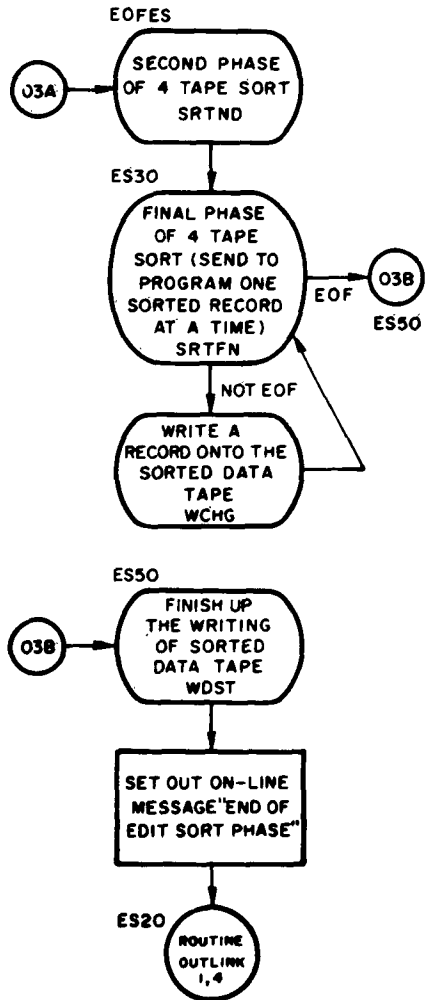 EOFES
03A
SECOND PHASE
OF 4 TAPE SORT
SRTND
ES30
FINAL PHASE
OF 4 TAPE
SORT (SEND TO
PROGRAM ONE
SORTED RECORD
AT A TIME)
SRTFN
EOF
03B
ES50
NOT EOF
WRITE A
RECORD ONTO THE
SORTED DATA
TAPE
WCHG
ES50
03B
FINISH UP
THE WRITING
OF SORTED
DATA TAPE
WDST
SET OUT ON-LINE
MESSAGE "END OF
EDIT SORT PHASE"
ES20
ROUTINE
OUTLINK
1,4